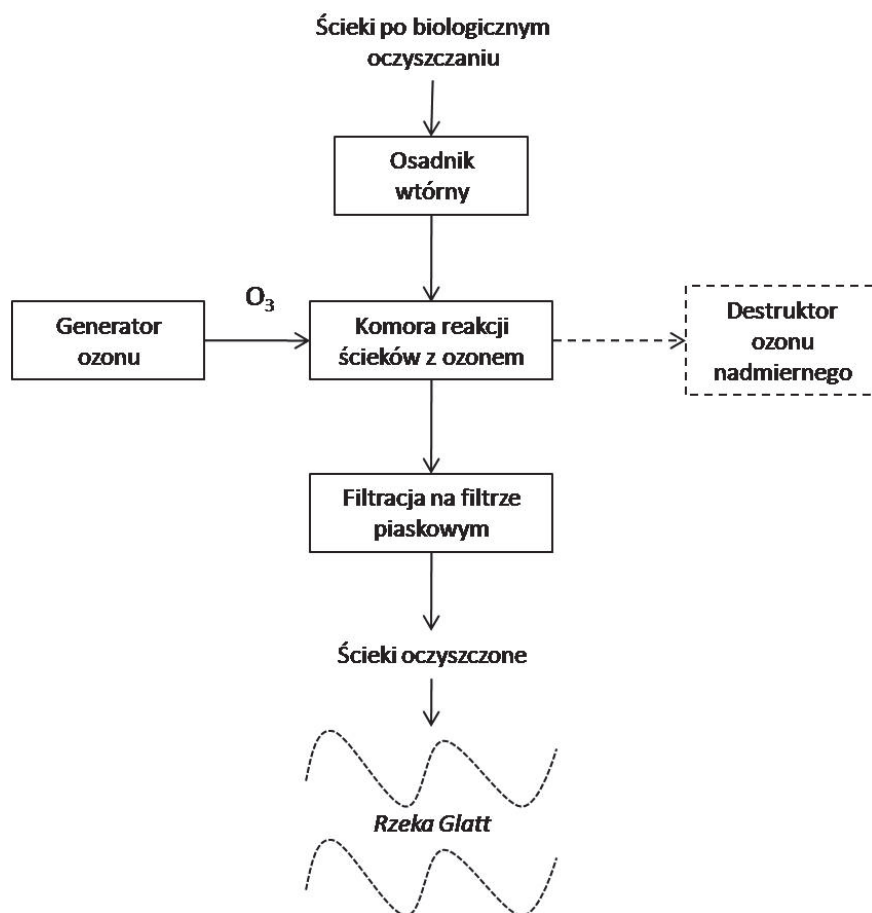 Ścieki po biologicznym
oczyszczaniu
Osadnik
wtórny
O₃
Generator
ozonu
Komora reakcji
ścieków z ozonem
Destruktor
ozonu
nadmiernego
Filtracja na filtrze
piaskowym
Ścieki oczyszczone
Rzeka Glatt